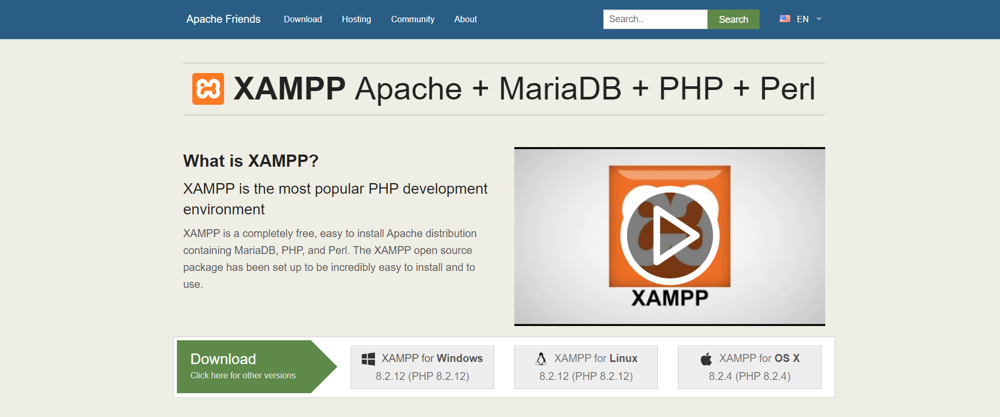 Apache Friends Download Hosting Community About Search.. Search EN
XAMPP Apache + MariaDB + PHP + Perl
What is XAMPP?
XAMPP is the most popular PHP development
environment
XAMPP is a completely free, easy to install Apache distribution
containing MariaDB, PHP, and Perl. The XAMPP open source
package has been set up to be incredibly easy to install and to
use.
XAMPP
Download
Click here for other versions
XAMPP for Windows
8.2.12 (PHP 8.2.12)
XAMPP for Linux
8.2.12 (PHP 8.2.12)
XAMPP for OS X
8.2.4 (PHP 8.2.4)